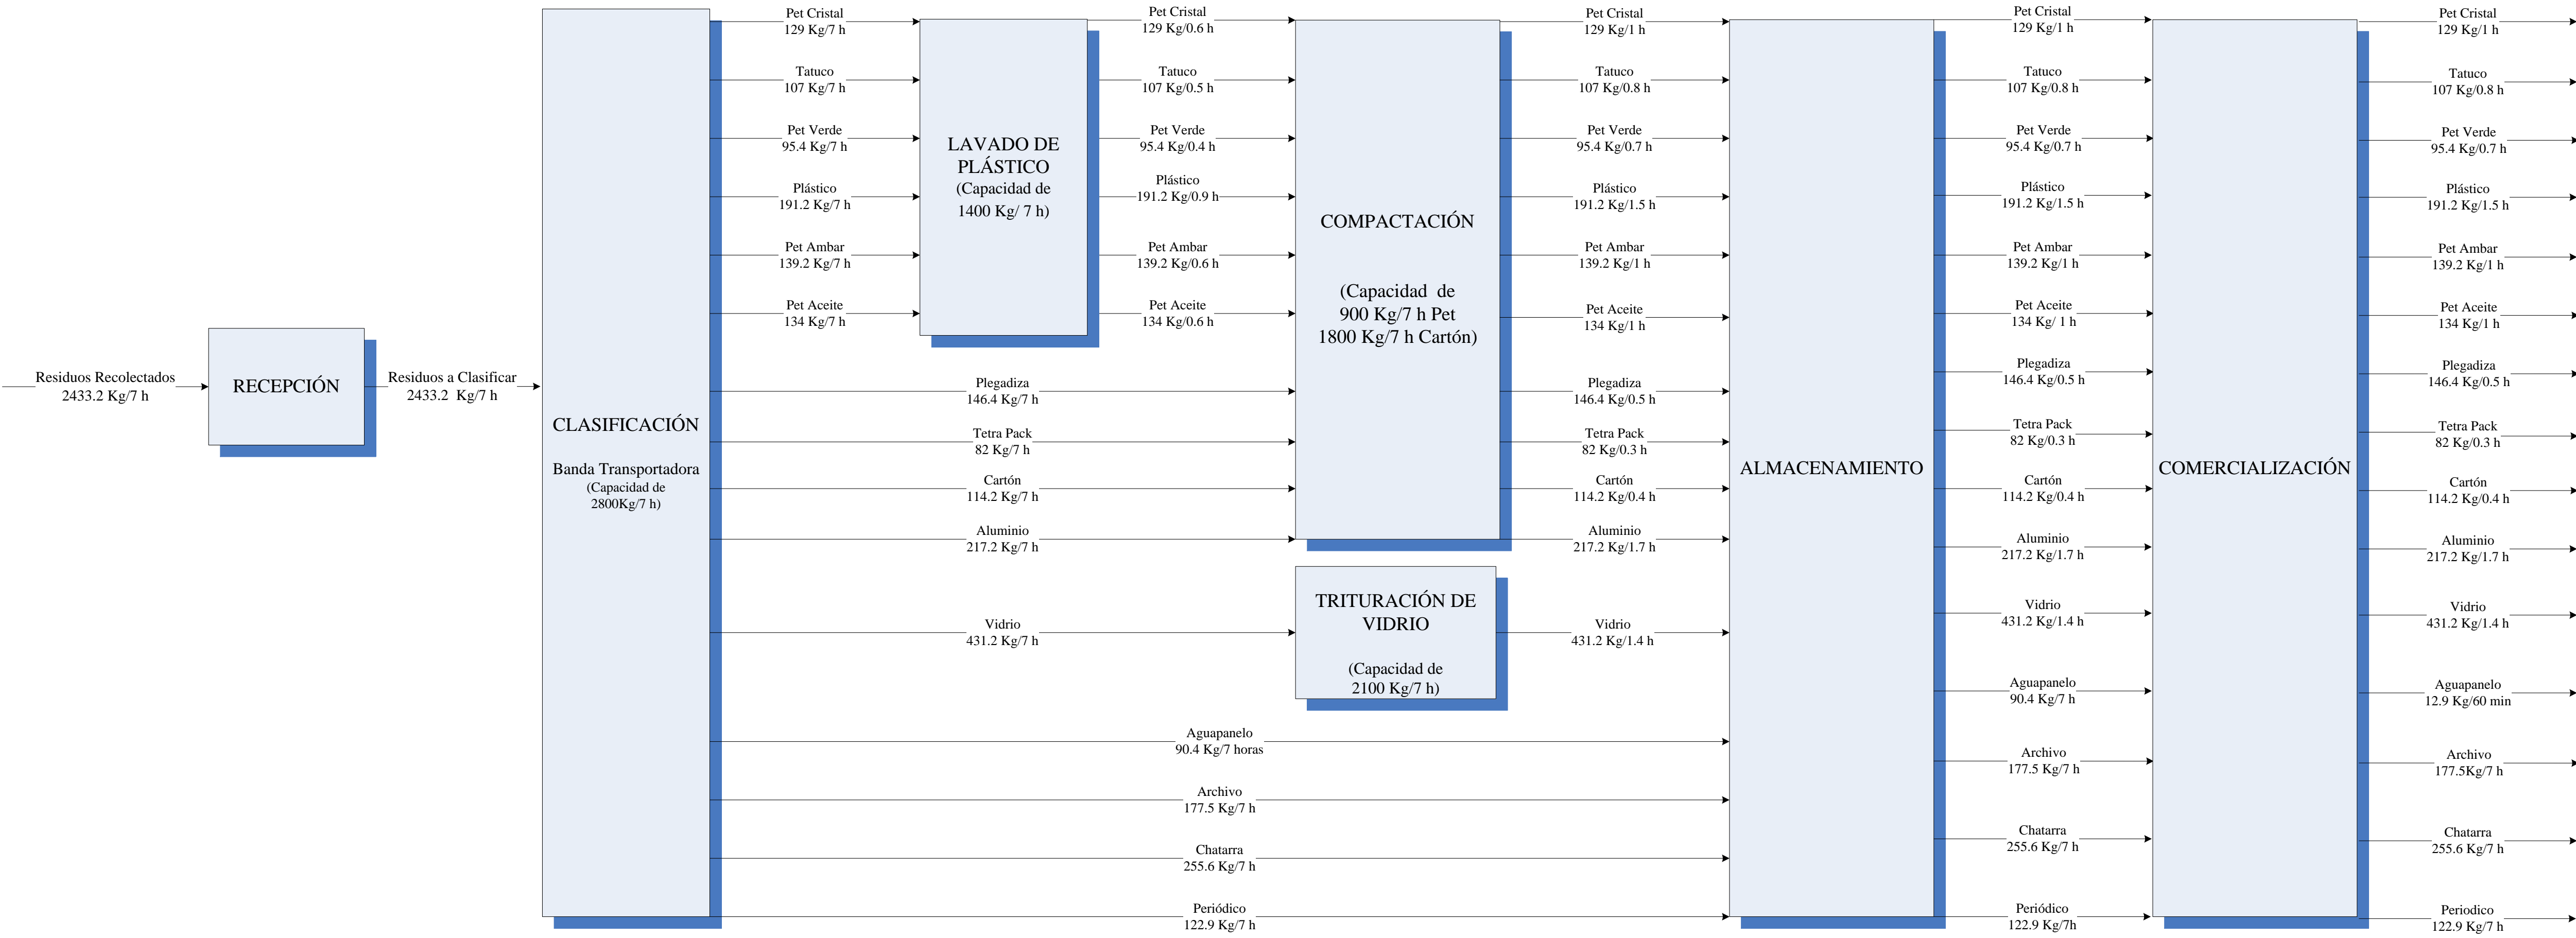 Residuos Recolectados
2433.2 Kg/7 h
RECEPCIÓN
Residuos a Clasificar
2433.2  Kg/7 h
CLASIFICACIÓN
Banda Transportadora
(Capacidad de
2800Kg/7 h)
Pet Cristal
129 Kg/7 h
Tatuco
107 Kg/7 h
Pet Verde
95.4 Kg/7 h
Plástico
191.2 Kg/7 h
Pet Ambar
139.2 Kg/7 h
Pet Aceite
134 Kg/7 h
LAVADO DE
PLÁSTICO
(Capacidad de
1400 Kg/ 7 h)
Pet Cristal
129 Kg/0.6 h
Tatuco
107 Kg/0.5 h
Pet Verde
95.4 Kg/0.4 h
Plástico
191.2 Kg/0.9 h
Pet Ambar
139.2 Kg/0.6 h
Pet Aceite
134 Kg/0.6 h
Plegadiza
146.4 Kg/7 h
Tetra Pack
82 Kg/7 h
Cartón
114.2 Kg/7 h
Aluminio
217.2 Kg/7 h
Vidrio
431.2 Kg/7 h
Aguapanelo
90.4 Kg/7 horas
Archivo
177.5 Kg/7 h
Chatarra
255.6 Kg/7 h
Periódico
122.9 Kg/7 h
COMPACTACIÓN
(Capacidad  de
900 Kg/7 h Pet
1800 Kg/7 h Cartón)
TRITURACIÓN DE
VIDRIO
(Capacidad de
2100 Kg/7 h)
Pet Cristal
129 Kg/1 h
Tatuco
107 Kg/0.8 h
Pet Verde
95.4 Kg/0.7 h
Plástico
191.2 Kg/1.5 h
Pet Ambar
139.2 Kg/1 h
Pet Aceite
134 Kg/1 h
Plegadiza
146.4 Kg/0.5 h
Tetra Pack
82 Kg/0.3 h
Cartón
114.2 Kg/0.4 h
Aluminio
217.2 Kg/1.7 h
Vidrio
431.2 Kg/1.4 h
ALMACENAMIENTO
Pet Cristal
129 Kg/1 h
Tatuco
107 Kg/0.8 h
Pet Verde
95.4 Kg/0.7 h
Plástico
191.2 Kg/1.5 h
Pet Ambar
139.2 Kg/1 h
Pet Aceite
134 Kg/ 1 h
Plegadiza
146.4 Kg/0.5 h
Tetra Pack
82 Kg/0.3 h
Cartón
114.2 Kg/0.4 h
Aluminio
217.2 Kg/1.7 h
Vidrio
431.2 Kg/1.4 h
Aguapanelo
90.4 Kg/7 h
Archivo
177.5 Kg/7 h
Chatarra
255.6 Kg/7 h
Periódico
122.9 Kg/7h
COMERCIALIZACIÓN
Pet Cristal
129 Kg/1 h
Tatuco
107 Kg/0.8 h
Pet Verde
95.4 Kg/0.7 h
Plástico
191.2 Kg/1.5 h
Pet Ambar
139.2 Kg/1 h
Pet Aceite
134 Kg/1 h
Plegadiza
146.4 Kg/0.5 h
Tetra Pack
82 Kg/0.3 h
Cartón
114.2 Kg/0.4 h
Aluminio
217.2 Kg/1.7 h
Vidrio
431.2 Kg/1.4 h
Aguapanelo
12.9 Kg/60 min
Archivo
177.5Kg/7 h
Chatarra
255.6 Kg/7 h
Periodico
122.9 Kg/7 h